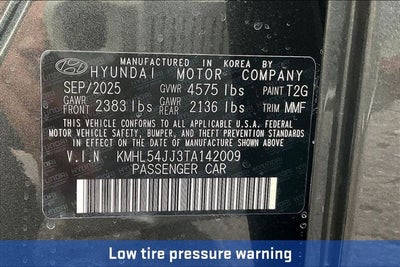 MANUFACTURED IN KOREA BY
HYUNDAI MOTOR COMPANY
SEP/2025 GVWR 4575 lbs PAINT T2G
GAWR FRONT 2383 lbs GAWR REAR 2136 lbs TRIM MMF
THIS VEHICLE CONFORMS TO ALL APPLICABLE U.S.
FEDERAL MOTOR VEHICLE SAFETY, BUMPER, AND THEFT PREVENTION STANDARDS
IN EFFECT ON THE DATE OF MANUFACTURE SHOWN ABOVE.
V.I.N KMHL54JJ3TA142009
PASSENGER CAR
Low tire pressure warning